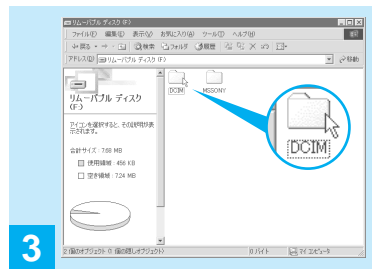 リムーバブル ディスク (F:)
ファイル(F) 編集(E) 表示(V) お気に入り(A) ツール(T) ヘルプ(H)
戻る 検索 フォルダ 履歴
アドレス(D) リムーバブル ディスク (F:) 移動
リムーバブル ディスク
(F:)
アイコンを選択すると、その説明が表
示されます。
合計サイズ : 7.68 MB
使用領域 : 456 KB
空き領域 : 7.24 MB
DCIM MSSONY
DCIM
2 個のオブジェクト (1 個の隠しオブジェクト) 0 バイト マイ コンピュータ
3